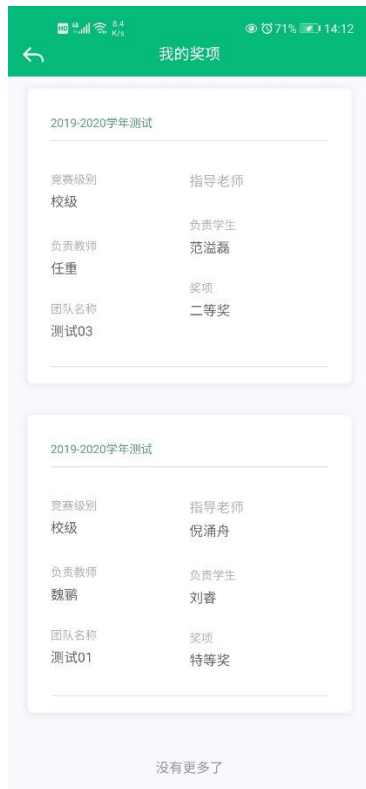 HD 4G 8.4 K/s 71% 14:12
我的奖项
2019-2020学年测试
竞赛级别 指导老师
校级
负责学生
负责教师 范溢磊
任重
奖项
团队名称 二等奖
测试03
2019-2020学年测试
竞赛级别 指导老师
校级 倪涌舟
负责教师 负责学生
魏鹂 刘睿
团队名称 奖项
测试01 特等奖
没有更多了